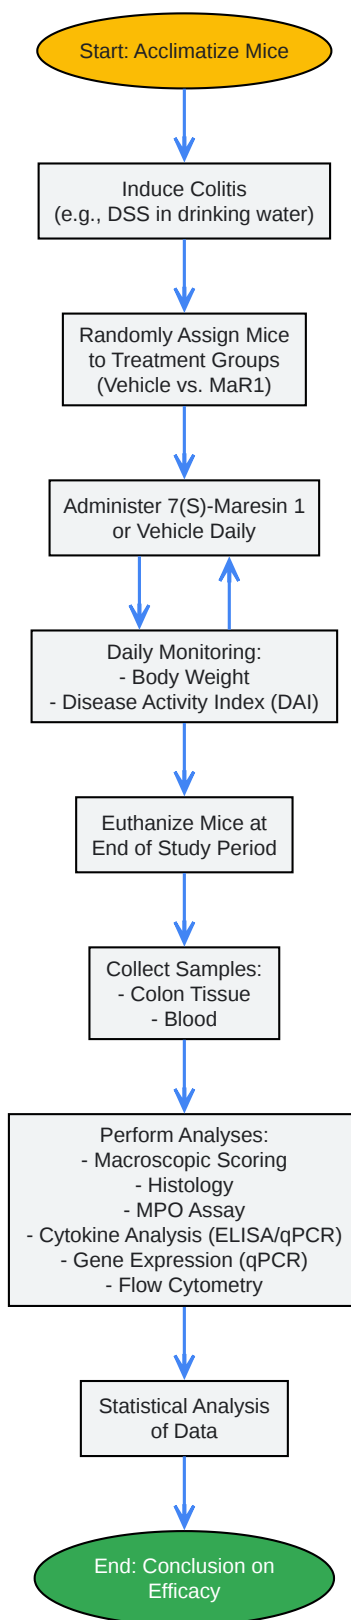 Start: Acclimatize Mice
Induce Colitis
(e.g., DSS in drinking water)
Randomly Assign Mice
to Treatment Groups
(Vehicle vs. MaR1)
Administer 7(S)-Maresin 1
or Vehicle Daily
Daily Monitoring:
- Body Weight
- Disease Activity Index (DAI)
Euthanize Mice at
End of Study Period
Collect Samples:
- Colon Tissue
- Blood
Perform Analyses:
- Macroscopic Scoring
- Histology
- MPO Assay
- Cytokine Analysis (ELISA/qPCR)
- Gene Expression (qPCR)
- Flow Cytometry
Statistical Analysis
of Data
End: Conclusion on
Efficacy